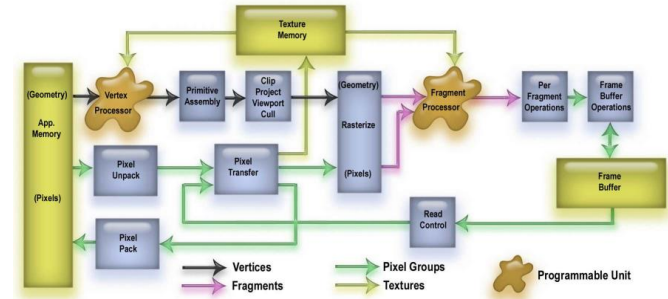 Texture
Memory
(Geometry)
App.
Memory
(Pixels)
Vertex
Processor
Primitive
Assembly
Clip
Project
Viewport
Cull
(Geometry)
Rasterize
(Pixels)
Fragment
Processor
Per
Fragment
Operations
Frame
Buffer
Operations
Pixel
Unpack
Pixel
Transfer
Frame
Buffer
Pixel
Pack
Read
Control
Vertices
Fragments
Pixel Groups
Textures
Programmable Unit